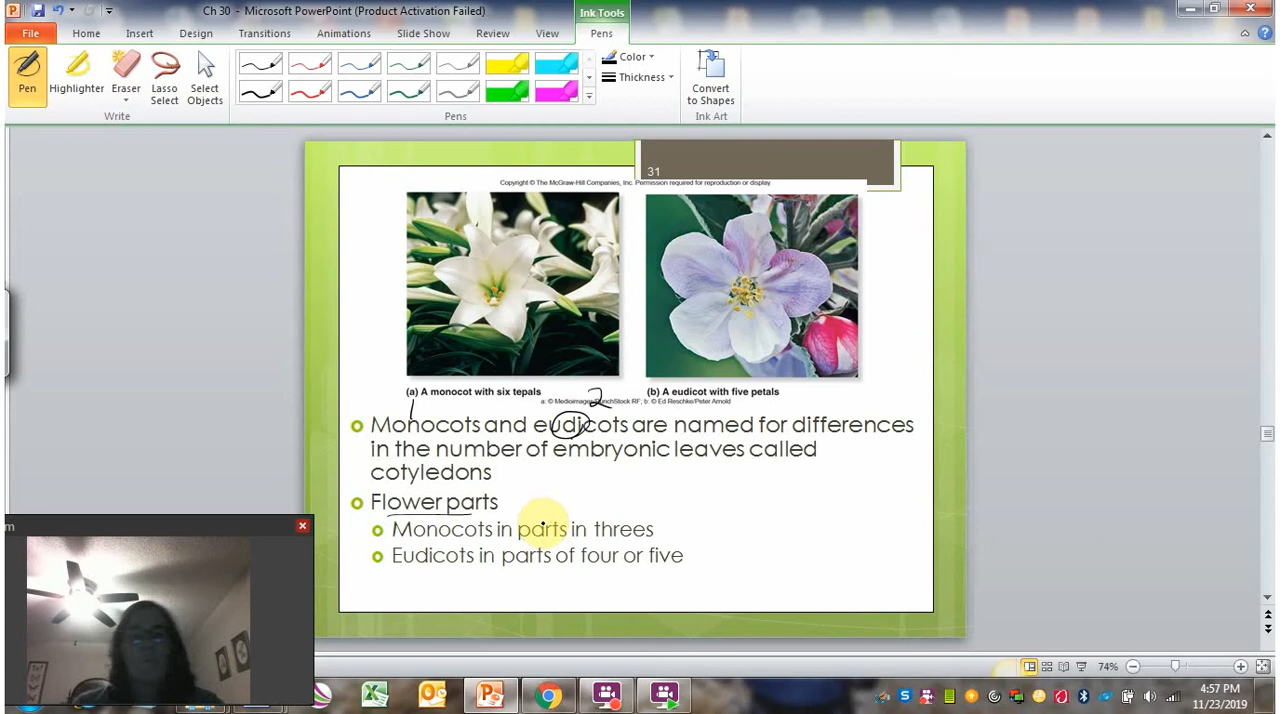 Ch 30 - Microsoft PowerPoint (Product Activation Failed)
Ink Tools
File Home Insert Design Transitions Animations Slide Show Review View Pens
Pen Highlighter Eraser Lasso Select Select Objects
Color
Thickness
Convert to Shapes
Write Pens Ink Art
31
Copyright © The McGraw-Hill Companies, Inc. Permission required for reproduction or display.
(a) A monocot with six tepals
(b) A eudicot with five petals
2
1
Monocots and eudicots are named for differences
in the number of embryonic leaves called
cotyledons
Flower parts
Monocots in parts in threes
Eudicots in parts of four or five
m
74%
4:57 PM
11/23/2019